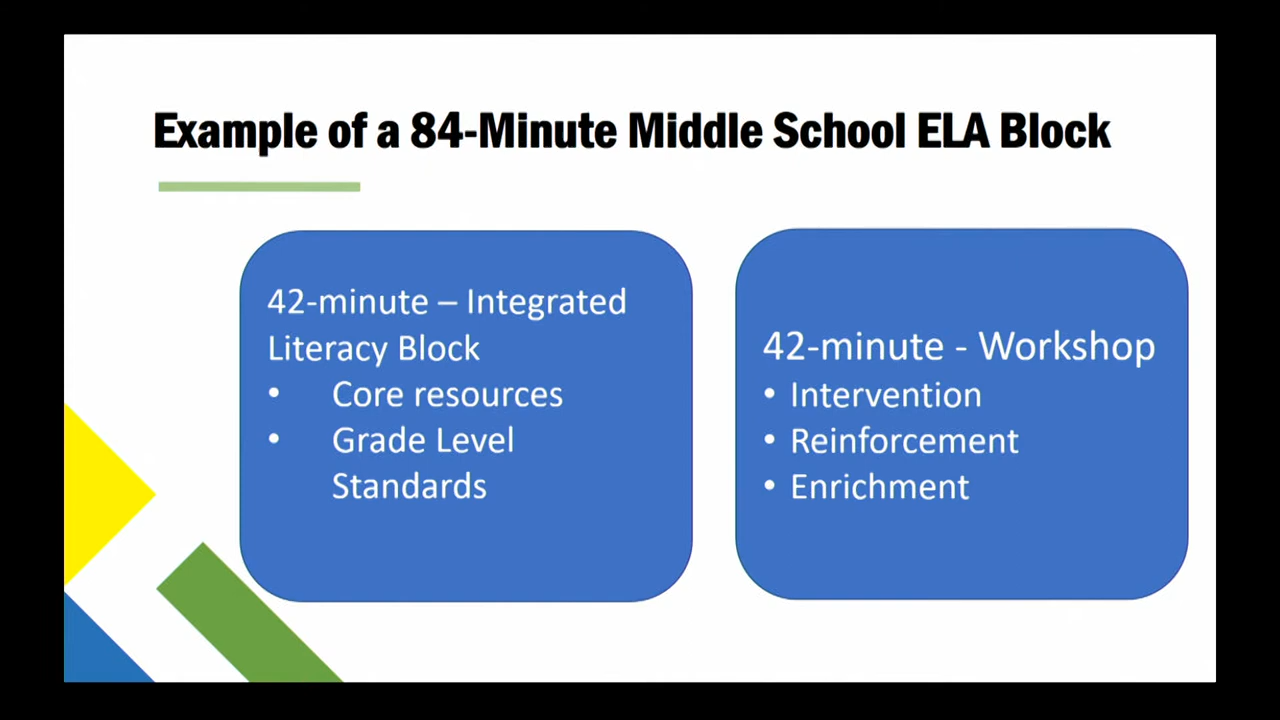 Example of a 84-Minute Middle School ELA Block
42-minute – Integrated
Literacy Block
• Core resources
• Grade Level
Standards
42-minute - Workshop
• Intervention
• Reinforcement
• Enrichment